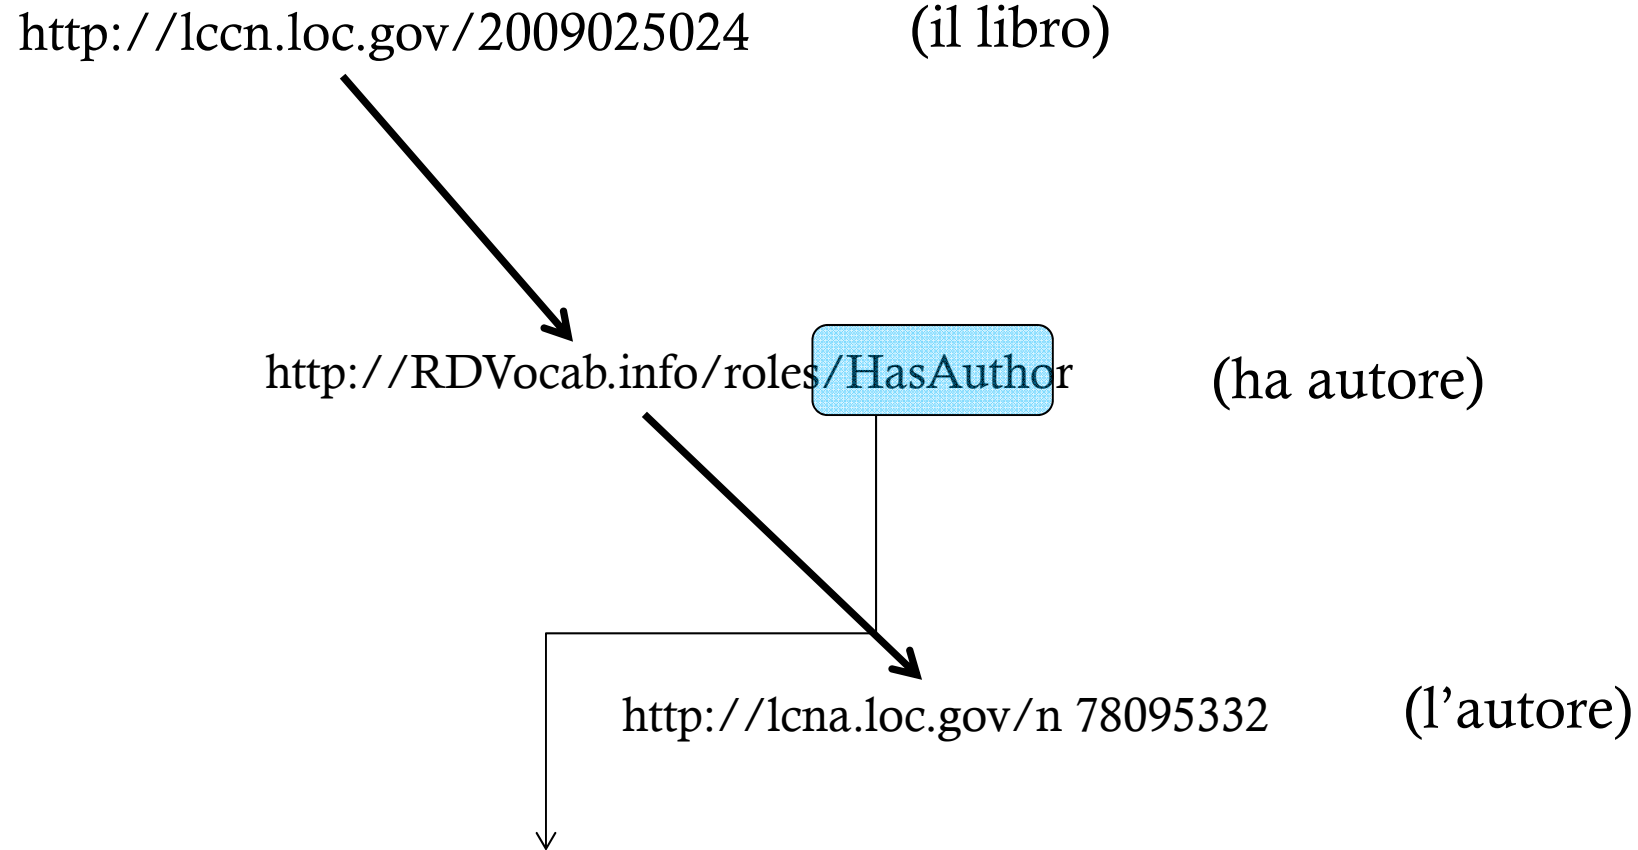 http://lccn.loc.gov/2009025024 (il libro)
http://RDVocab.info/roles/HasAuthor (ha autore)
http://lcna.loc.gov/n 78095332 (l’autore)